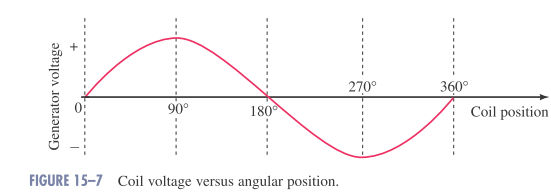 Generator voltage
+
−
0
90°
180°
270°
360°
Coil position
FIGURE 15–7 Coil voltage versus angular position.